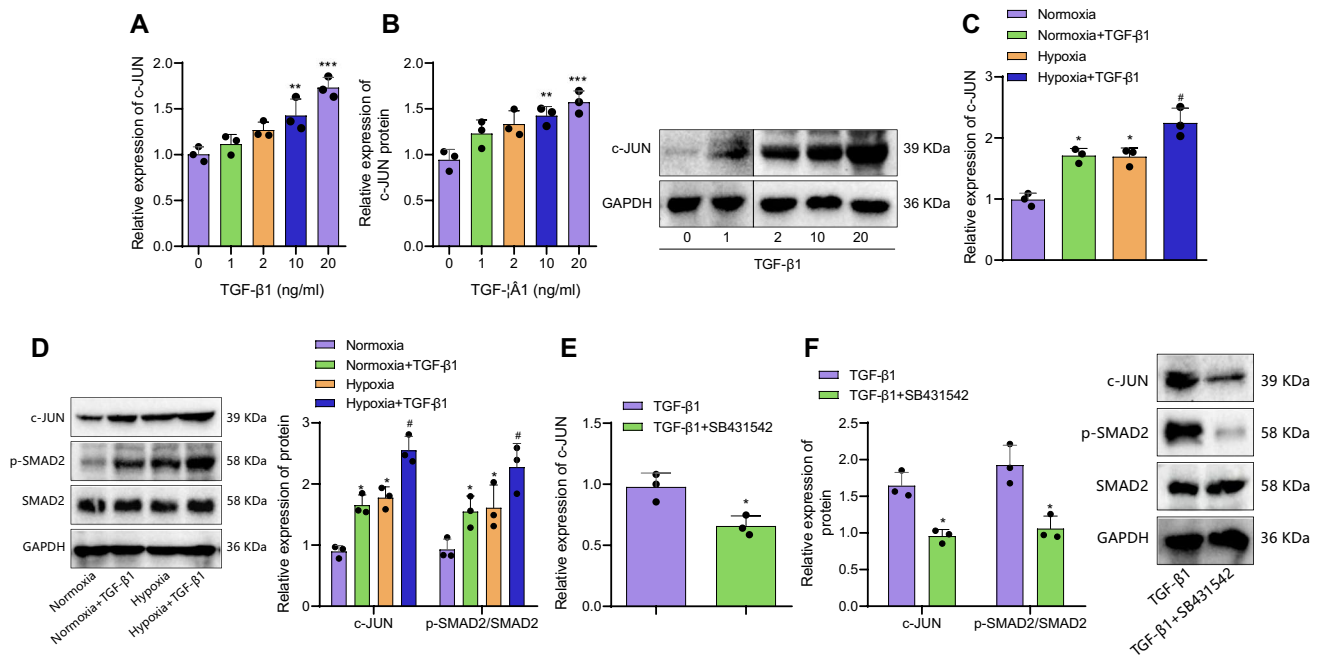 A
Relative expression of c-JUN
2.0
1.5
1.0
0.5
0.0
**
***
0 1 2 10 20
TGF-β1 (ng/ml)
B
Relative expression of
c-JUN protein
2.0
1.5
1.0
0.5
0.0
**
***
0 1 2 10 20
TGF-¦Â1 (ng/ml)
c-JUN 39 KDa
GAPDH 36 KDa
0 1 2 10 20
TGF-β1
C
Normoxia
Normoxia+TGF-β1
Hypoxia
Hypoxia+TGF-β1
Relative expression of c-JUN
3
2
1
0
* * #
D
c-JUN 39 KDa
p-SMAD2 58 KDa
SMAD2 58 KDa
GAPDH 36 KDa
Normoxia
Normoxia+TGF-β1
Hypoxia
Hypoxia+TGF-β1
Normoxia
Normoxia+TGF-β1
Hypoxia
Hypoxia+TGF-β1
Relative expression of protein
3
2
1
0
* * # * * #
c-JUN p-SMAD2/SMAD2
E
TGF-β1
TGF-β1+SB431542
Relative expression of c-JUN
1.5
1.0
0.5
0.0
*
F
TGF-β1
TGF-β1+SB431542
Relative expression of
protein
2.5
2.0
1.5
1.0
0.5
0.0
* *
c-JUN p-SMAD2/SMAD2
c-JUN 39 KDa
p-SMAD2 58 KDa
SMAD2 58 KDa
GAPDH 36 KDa
TGF-β1
TGF-β1+SB431542